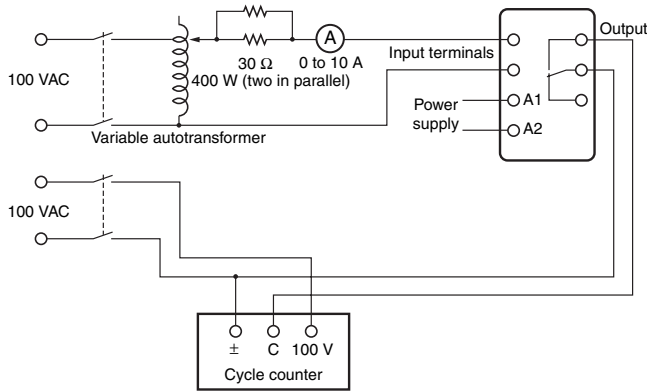 100 VAC
Variable autotransformer
30 Ω
400 W (two in parallel)
A
0 to 10 A
Input terminals
Output
Power
supply
A1
A2
100 VAC
±
C
100 V
Cycle counter